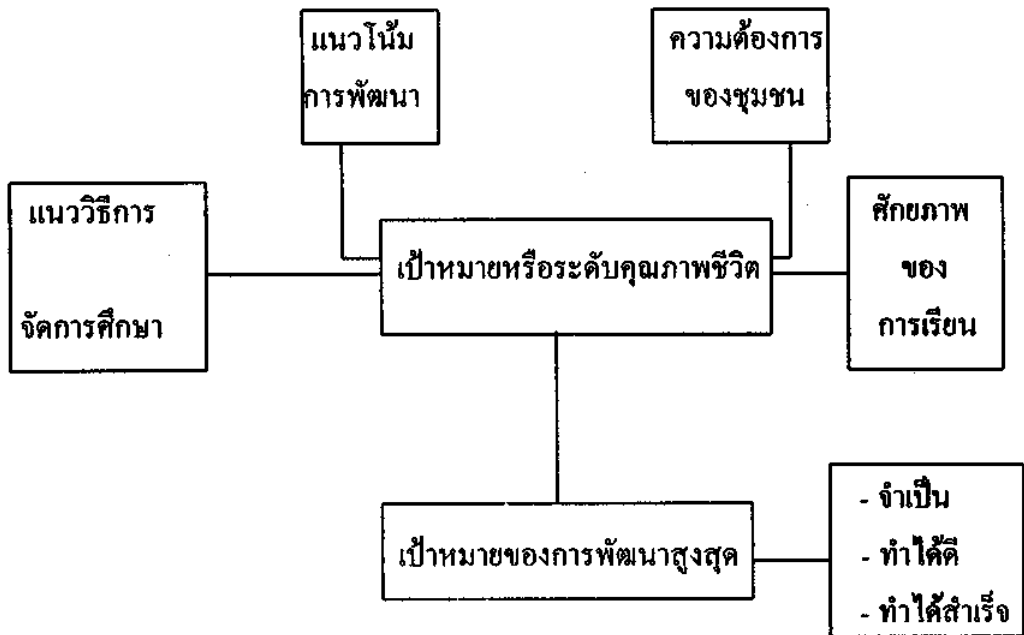 แนวโน้ม
การพัฒนา
ความต้องการ
ของชุมชน
แนววิธีการ
จัดการศึกษา
เป้าหมายหรือระดับคุณภาพชีวิต
ศักยภาพ
ของ
การเรียน
เป้าหมายของการพัฒนาสูงสุด
- จำเป็น
- ทำได้ดี
- ทำได้สำเร็จ